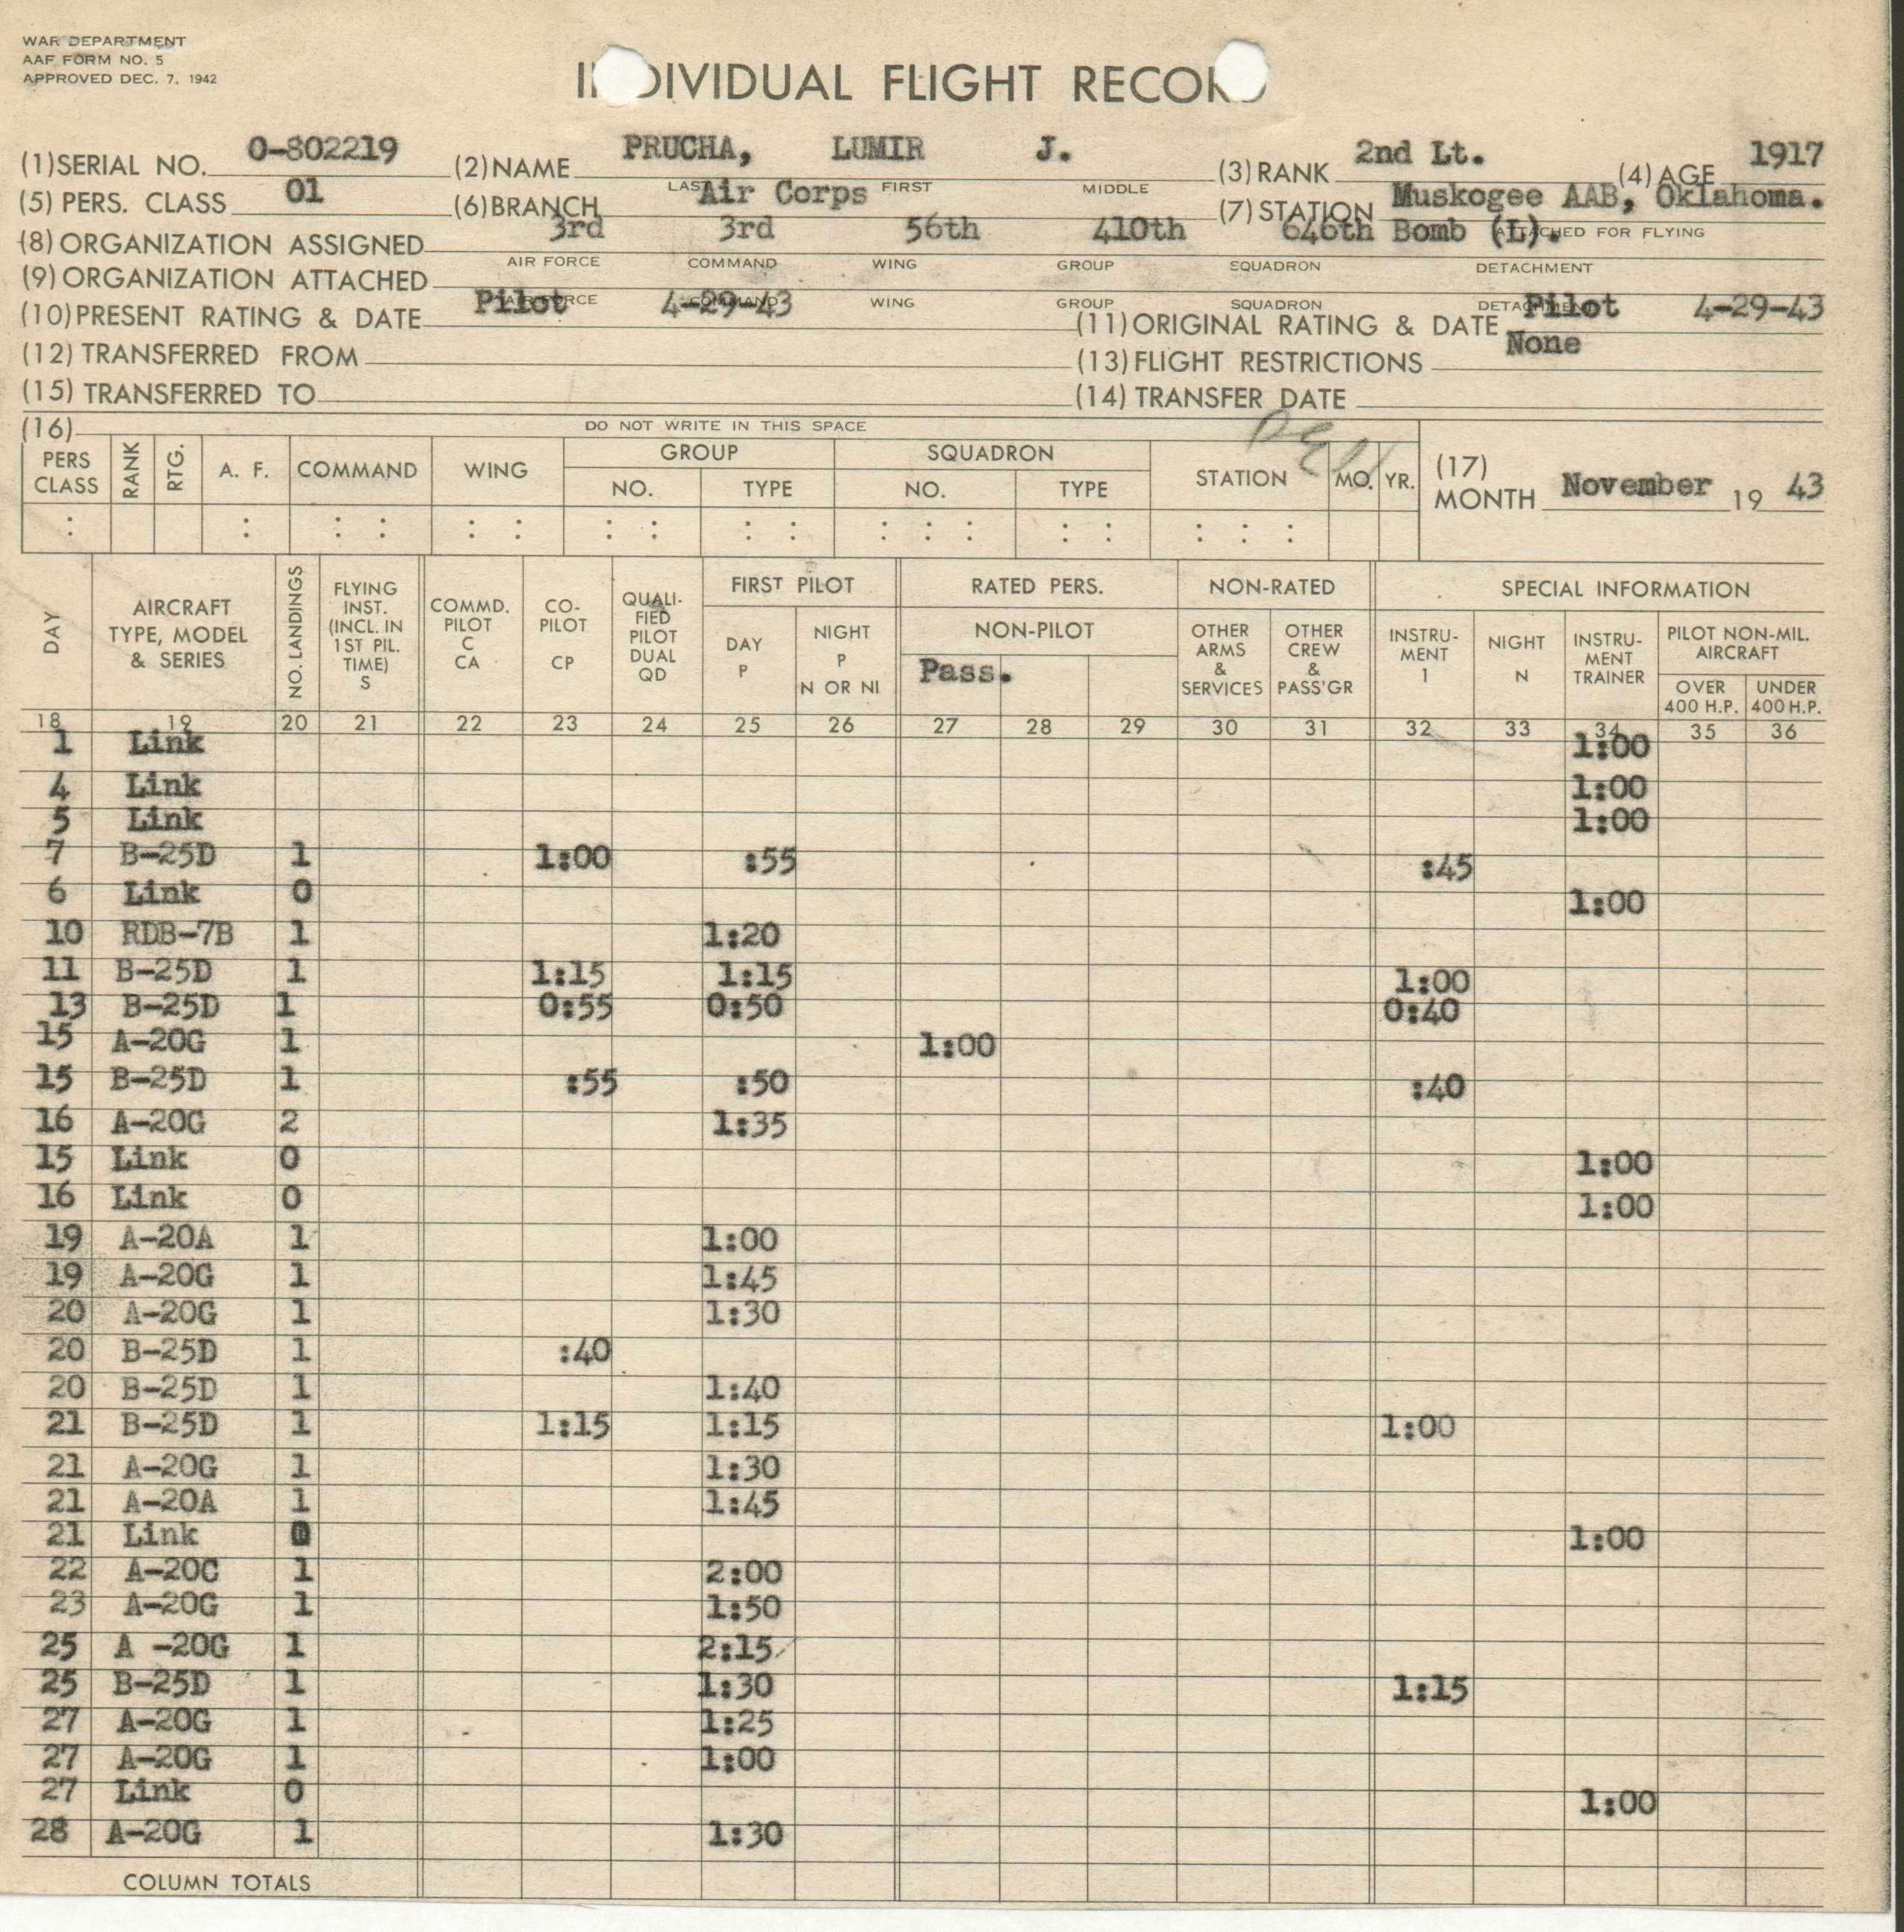 WAR DEPARTMENT
AAF FORM NO. 5
APPROVED DEC. 7, 1942
INDIVIDUAL FLIGHT RECORD
(1) SERIAL NO. 0-802219 (2) NAME PRUCHA, LUMIR J. (3) RANK 2nd Lt. (4) AGE 1917
LAST FIRST MIDDLE
(5) PERS. CLASS 01 (6) BRANCH Air Corps (7) STATION Muskogee AAB, Oklahoma.
ATTACHED FOR FLYING
(8) ORGANIZATION ASSIGNED 3rd 3rd 56th 410th 646th Bomb (L).
AIR FORCE COMMAND WING GROUP SQUADRON DETACHMENT
(9) ORGANIZATION ATTACHED
AIR FORCE COMMAND WING GROUP SQUADRON DETACHMENT
(10) PRESENT RATING & DATE Pilot 4-29-43 (11) ORIGINAL RATING & DATE Pilot 4-29-43
(12) TRANSFERRED FROM (13) FLIGHT RESTRICTIONS None
(15) TRANSFERRED TO (14) TRANSFER DATE
(16) DO NOT WRITE IN THIS SPACE
PERS CLASS RANK RTG. A. F. COMMAND WING GROUP NO. TYPE SQUADRON NO. TYPE STATION MO. YR.
(17) MONTH November 19 43
DAY AIRCRAFT TYPE, MODEL & SERIES NO. LANDINGS FLYING INST. (INCL. IN 1ST PIL. TIME) S COMMD. PILOT C CA CO-PILOT CP QUALI-FIED PILOT DUAL QD FIRST PILOT DAY P NIGHT P N OR NI RATED PERS. NON-PILOT Pass. NON-RATED OTHER ARMS & SERVICES OTHER CREW & PASS'GR SPECIAL INFORMATION INSTRU-MENT I NIGHT N INSTRU-MENT TRAINER PILOT NON-MIL. AIRCRAFT OVER 400 H.P. UNDER 400 H.P.
18 19 20 21 22 23 24 25 26 27 28 29 30 31 32 33 34 35 36
1 Link 1:00
4 Link 1:00
5 Link 1:00
7 B-25D 1 1:00 :55 :45
6 Link 0 1:00
10 RDB-7B 1 1:20
11 B-25D 1 1:15 1:15 1:00
13 B-25D 1 0:55 0:50 0:40
15 A-20G 1 1:00
15 B-25D 1 :55 :50 :40
16 A-20G 2 1:35
15 Link 0 1:00
16 Link 0 1:00
19 A-20A 1 1:00
19 A-20G 1 1:45
20 A-20G 1 1:30
20 B-25D 1 :40
20 B-25D 1 1:40
21 B-25D 1 1:15 1:15 1:00
21 A-20G 1 1:30
21 A-20A 1 1:45
21 Link 0 1:00
22 A-20C 1 2:00
23 A-20G 1 1:50
25 A -20G 1 2:15
25 B-25D 1 1:30 1:15
27 A-20G 1 1:25
27 A-20G 1 1:00
27 Link 0 1:00
28 A-20G 1 1:30
COLUMN TOTALS